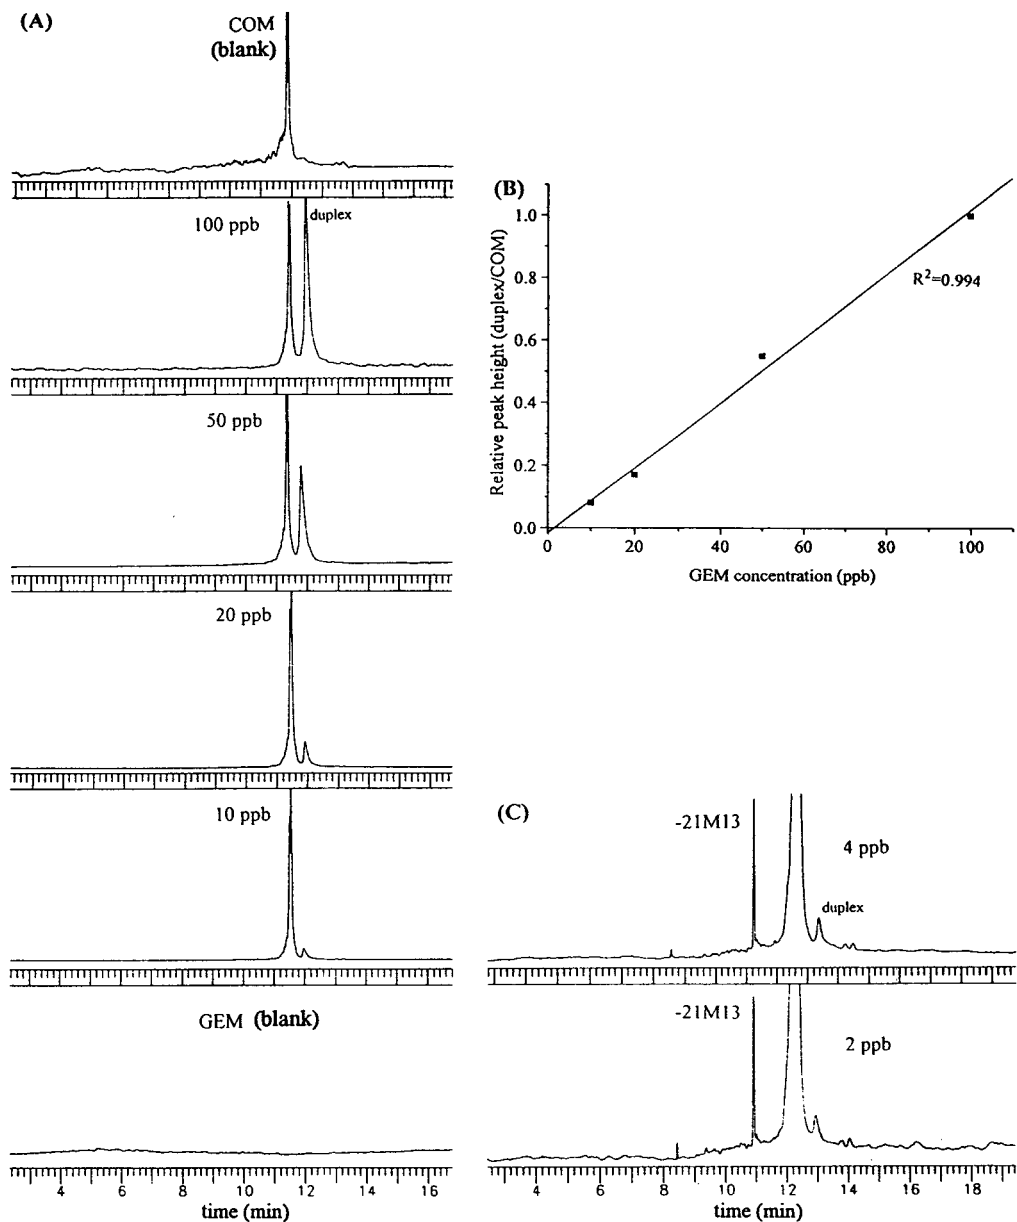 (A)
COM
(blank)
100 ppb
duplex
50 ppb
20 ppb
10 ppb
GEM (blank)
4 6 8 10 12 14 16
time (min)
(B)
Relative peak height (duplex/COM)
1.0
0.8
0.6
0.4
0.2
0.0
R²=0.994
0 20 40 60 80 100
GEM concentration (ppb)
(C)
-21M13
4 ppb
duplex
-21M13
2 ppb
4 6 8 10 12 14 16 18
time (min)